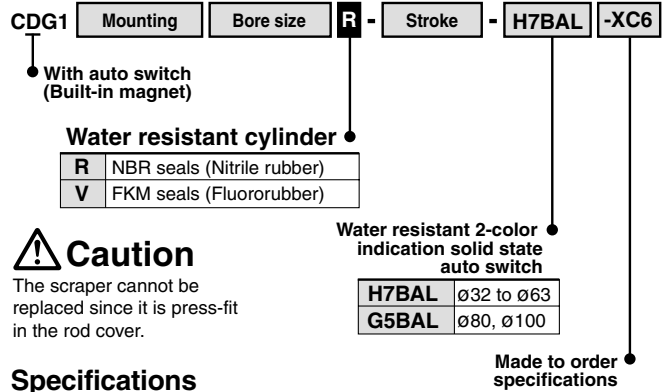 CDG1 Mounting Bore size R - Stroke - H7BAL -XC6
With auto switch
(Built-in magnet)
Water resistant cylinder
R NBR seals (Nitrile rubber)
V FKM seals (Fluororubber)
Caution
The scraper cannot be
replaced since it is press-fit
in the rod cover.
Water resistant 2-color
indication solid state
auto switch
H7BAL ø32 to ø63
G5BAL ø80, ø100
Made to order
specifications
Specifications